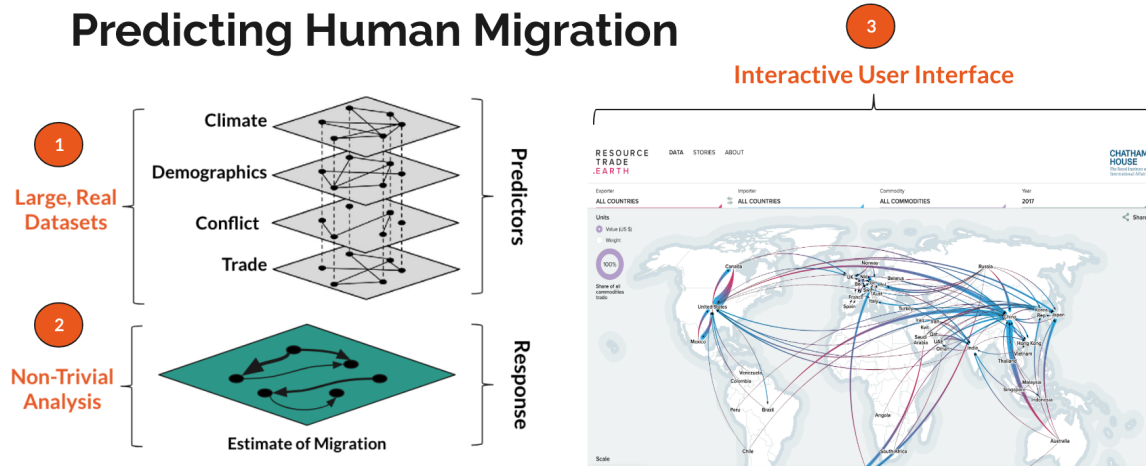 Predicting Human Migration
1
Large, Real
Datasets
Climate
Demographics
Conflict
Trade
Predictors
2
Non-Trivial
Analysis
Response
Estimate of Migration
3
Interactive User Interface
RESOURCE
TRADE
.EARTH
DATA STORIES ABOUT
CHATHAM
HOUSE
Exporter
ALL COUNTRIES
Importer
ALL COUNTRIES
Commodity
ALL COMMODITIES
Year
2017
Units
Value (US $)
Weight
100%
Share of all
commodities
trade
Share
Canada
United States
Mexico
Venezuela
Colombia
Peru
Brazil
Chile
Norway
UK
Belarus
France
Spain
Italy
Turkey
Russia
Iran
Saudi
Arabia
UAE
India
China
Korea
Rep
Japan
Hong Kong
Vietnam
Thailand
Malaysia
Singapore
Indonesia
Angola
South Africa
Australia
Scale